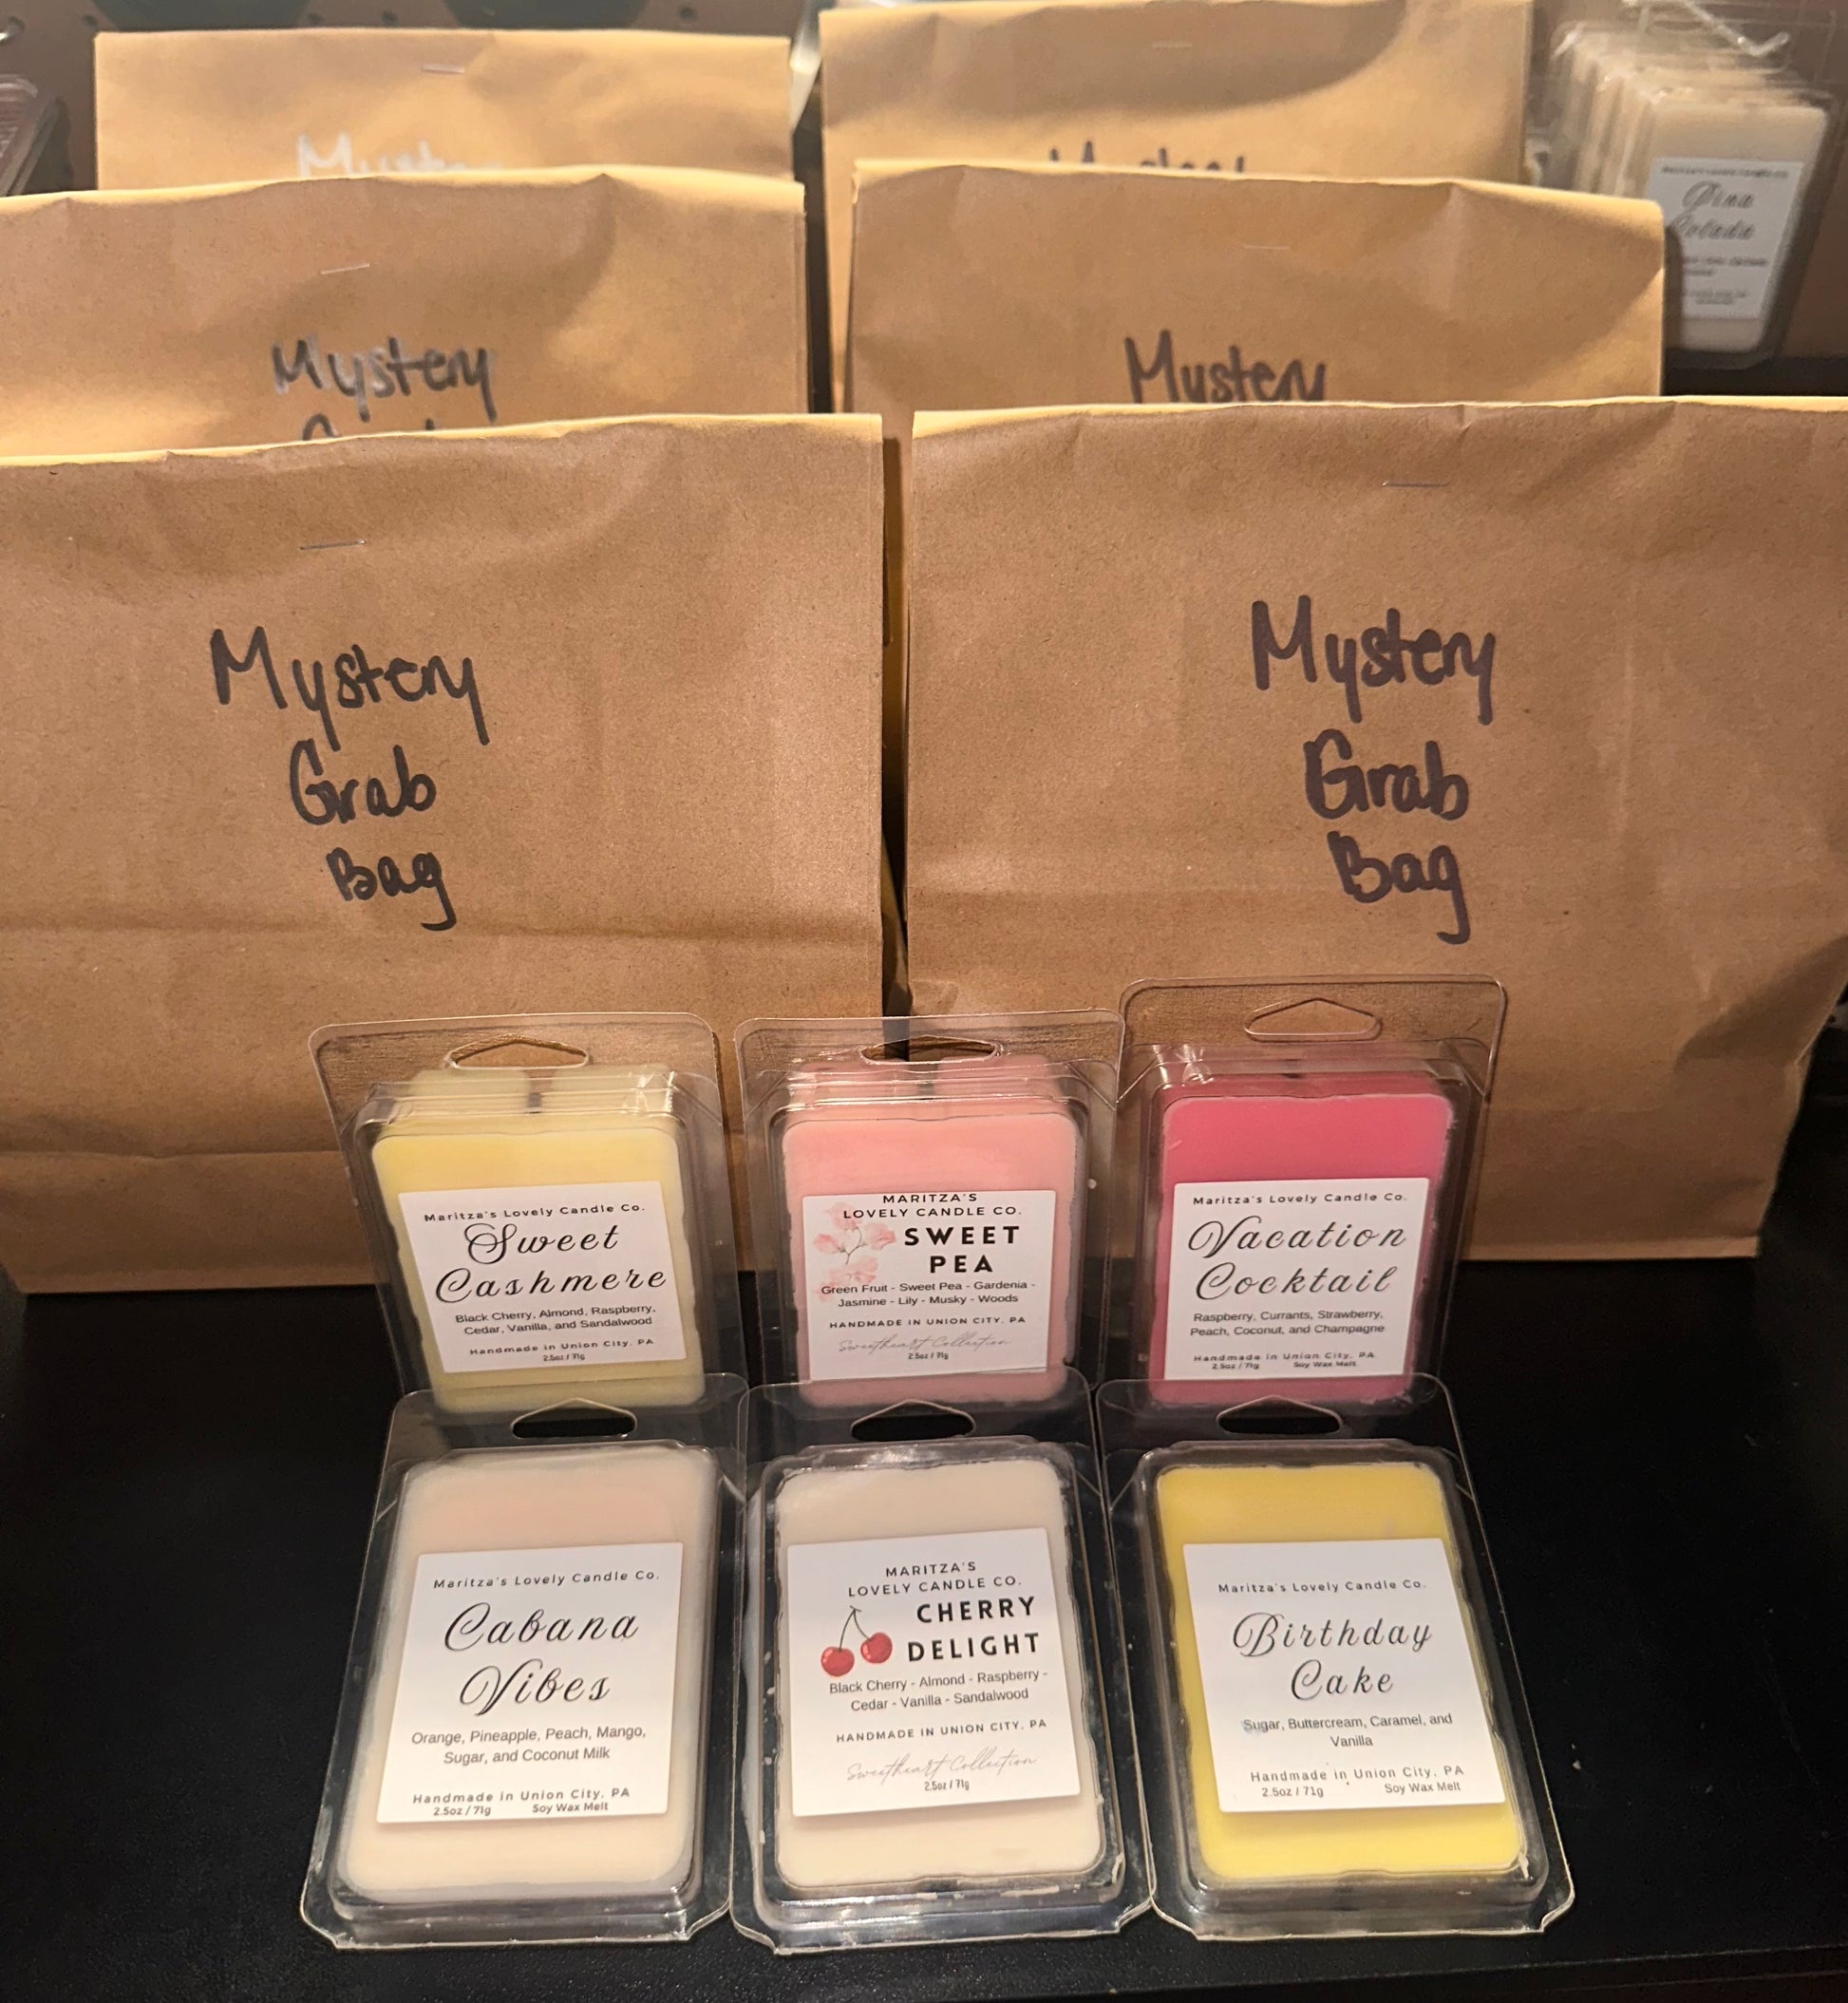 Mystery
Mystery
Mystery
Mystery
Pina
Colada
Mystery
Grab
Bag
Mystery
Grab
Bag
Maritza's Lovely Candle Co.
Sweet
Cashmere
Black Cherry, Almond, Raspberry,
Cedar, Vanilla, and Sandalwood
Handmade in Union City, PA
2.5oz / 71g
MARITZA'S
LOVELY CANDLE CO.
SWEET
PEA
Green Fruit - Sweet Pea - Gardenia -
Jasmine - Lily - Musky - Woods
HANDMADE IN UNION CITY, PA
Sweetheart Collection
2.5oz / 71g
Maritza's Lovely Candle Co.
Vacation
Cocktail
Raspberry, Currants, Strawberry,
Peach, Coconut, and Champagne
Handmade in Union City, PA
2.5oz / 71g Soy Wax Melt
Maritza's Lovely Candle Co.
Cabana
Vibes
Orange, Pineapple, Peach, Mango,
Sugar, and Coconut Milk
Handmade in Union City, PA
2.5oz / 71g Soy Wax Melt
MARITZA'S
LOVELY CANDLE CO.
CHERRY
DELIGHT
Black Cherry - Almond - Raspberry -
Cedar - Vanilla - Sandalwood
HANDMADE IN UNION CITY, PA
Sweetheart Collection
2.5oz / 71g
Maritza's Lovely Candle Co.
Birthday
Cake
Sugar, Buttercream, Caramel, and
Vanilla
Handmade in Union City, PA
2.5oz / 71g Soy Wax Melt